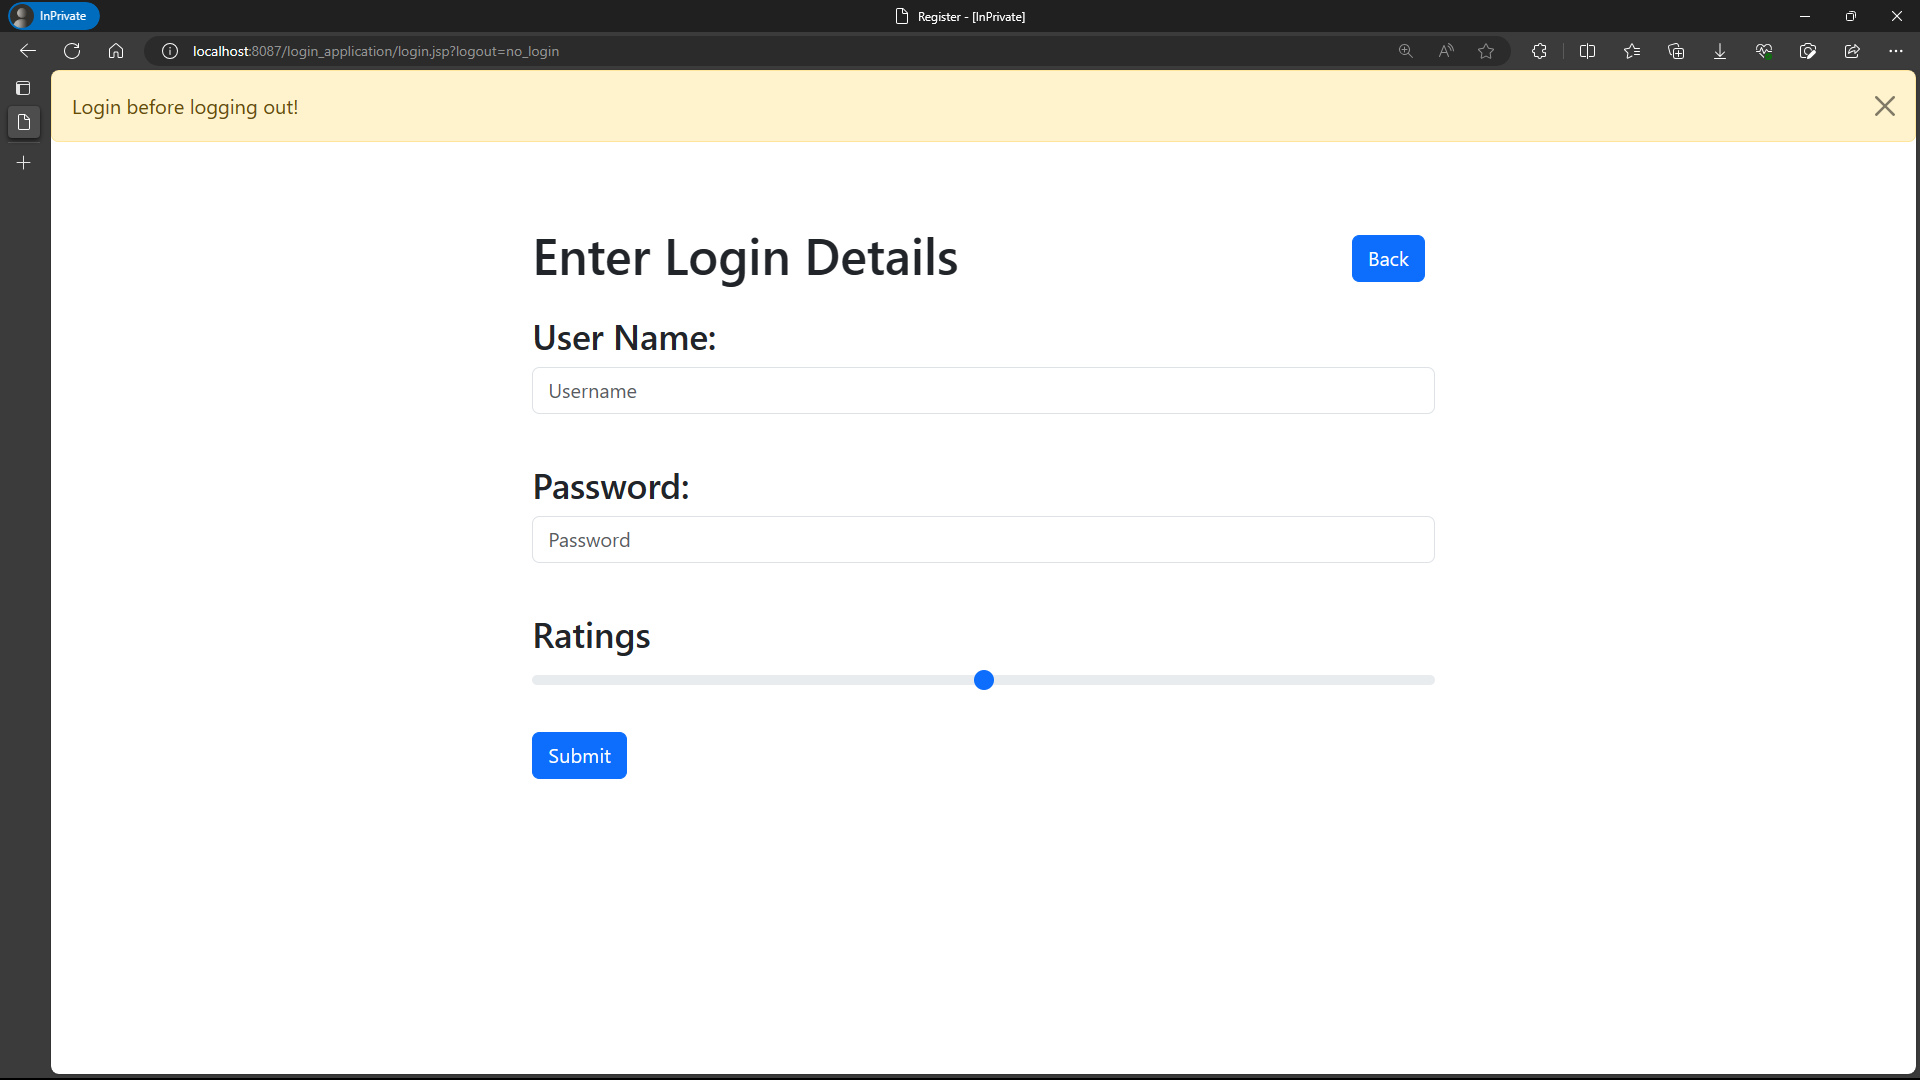 InPrivate
Register - [InPrivate]
localhost:8087/login_application/login.jsp?logout=no_login
Login before logging out!
Enter Login Details
Back
User Name:
Username
Password:
Password
Ratings
Submit